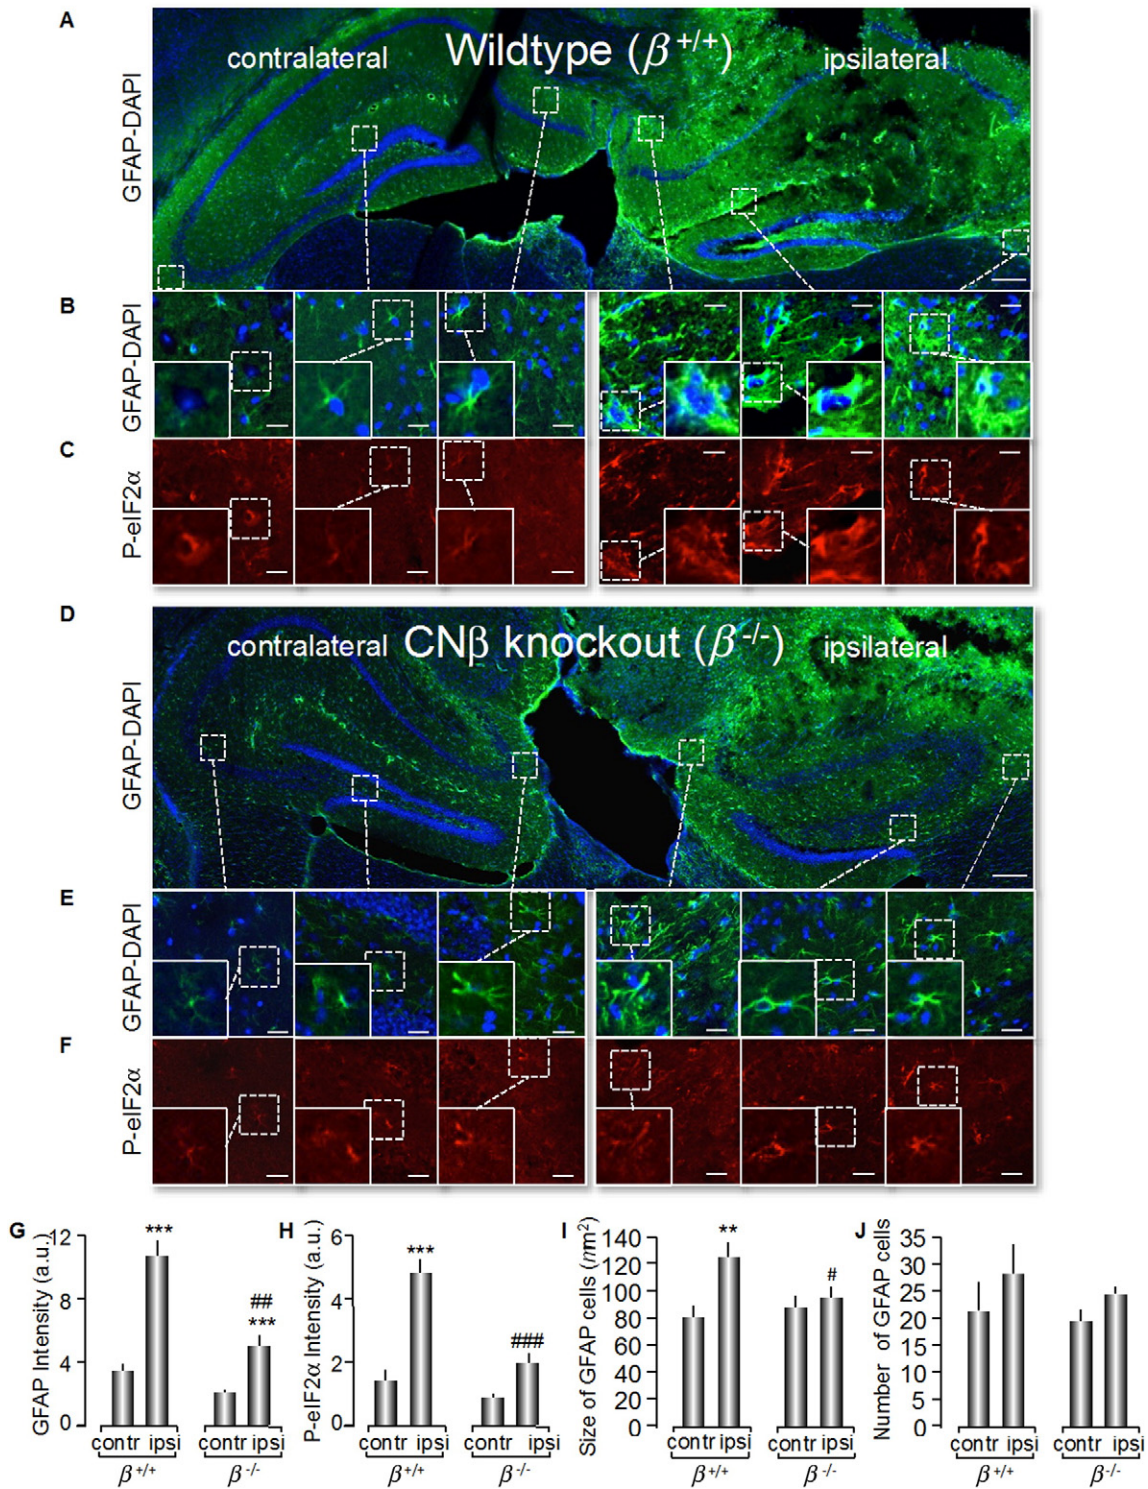 A
contralateral Wildtype (β+/+) ipsilateral
GFAP-DAPI
B
GFAP-DAPI
C
P-eIF2α
D
contralateral CNβ knockout (β-/-) ipsilateral
GFAP-DAPI
E
GFAP-DAPI
F
P-eIF2α
G
GFAP Intensity (a.u.)
12
8
4
0
***
##
***
contr ipsi contr ipsi
β+/+ β-/-
H
P-eIF2α Intensity (a.u.)
6
4
2
0
***
###
contr ipsi contr ipsi
β+/+ β-/-
I
Size of GFAP cells (nm2)
140
120
100
80
60
40
20
0
**
#
contr ipsi contr ipsi
β+/+ β-/-
J
Number of GFAP cells
35
30
25
20
15
10
5
0
contr ipsi contr ipsi
β+/+ β-/-